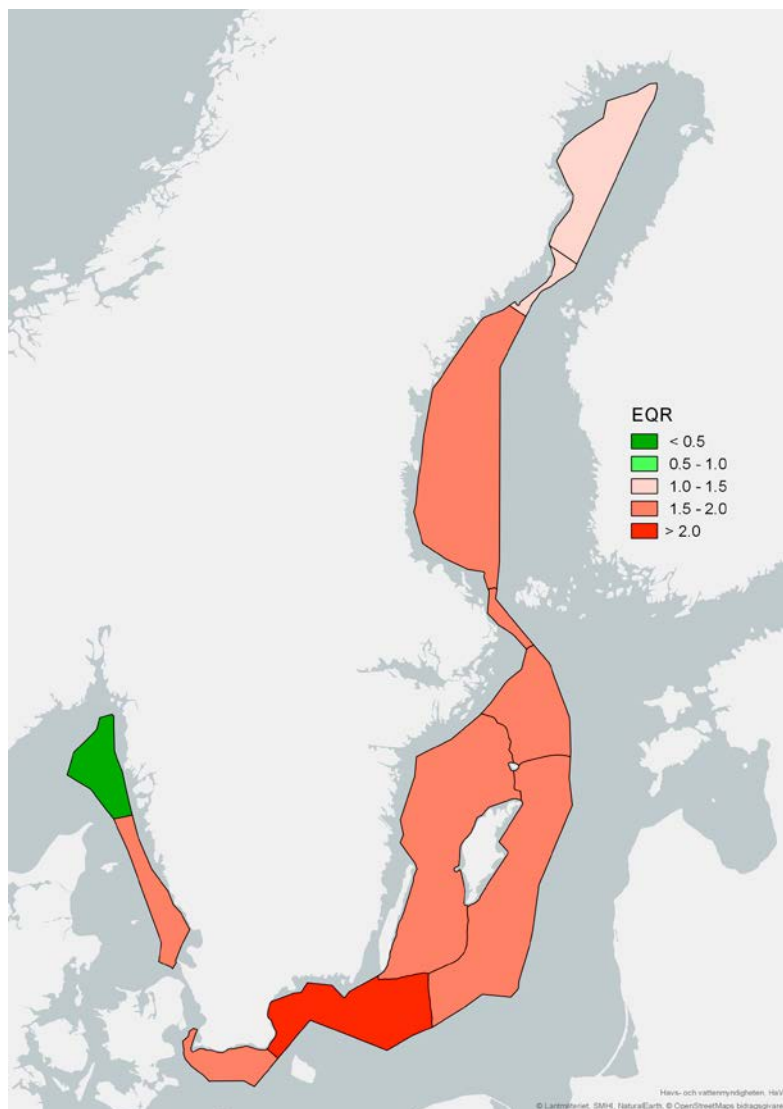 EQR
< 0.5
0.5 - 1.0
1.0 - 1.5
1.5 - 2.0
> 2.0
Havs- och vattenmyndigheten, HaV
© Lantmäteriet, SMHI, NaturalEarth, © OpenStreetMaps bidragsgivare